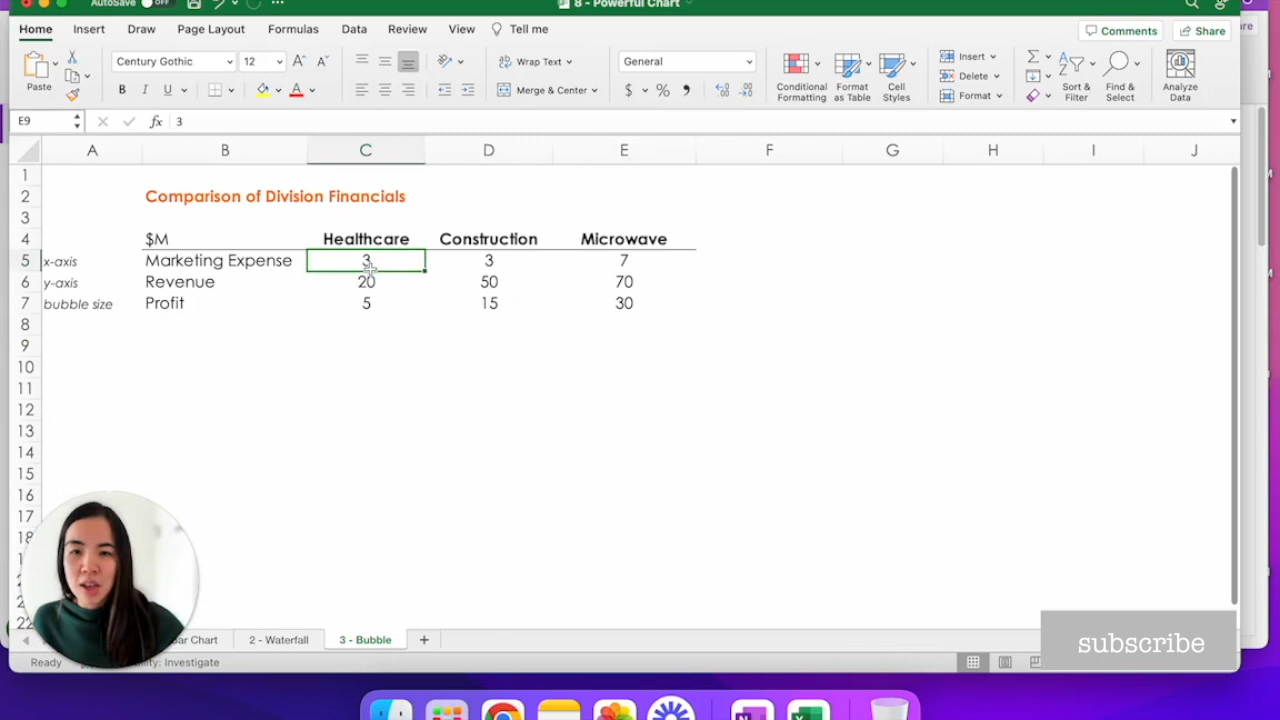 AutoSave OFF 8 - Powerful Chart
Home Insert Draw Page Layout Formulas Data Review View Tell me Comments Share
Paste Century Gothic 12 Wrap Text General Insert
Merge & Center Conditional Formatting Format as Table Cell Styles Delete Format Sort & Filter Find & Select Analyze Data
E9 fx 3
A B C D E F G H I J
1
2 Comparison of Division Financials
3
4 $M Healthcare Construction Microwave
5 x-axis Marketing Expense 3 3 7
6 y-axis Revenue 20 50 70
7 bubble size Profit 5 15 30
8
9
10
11
12
13
14
15
16
17
18
22
subscribe
Bar Chart 2 - Waterfall 3 - Bubble +
Ready Investigate